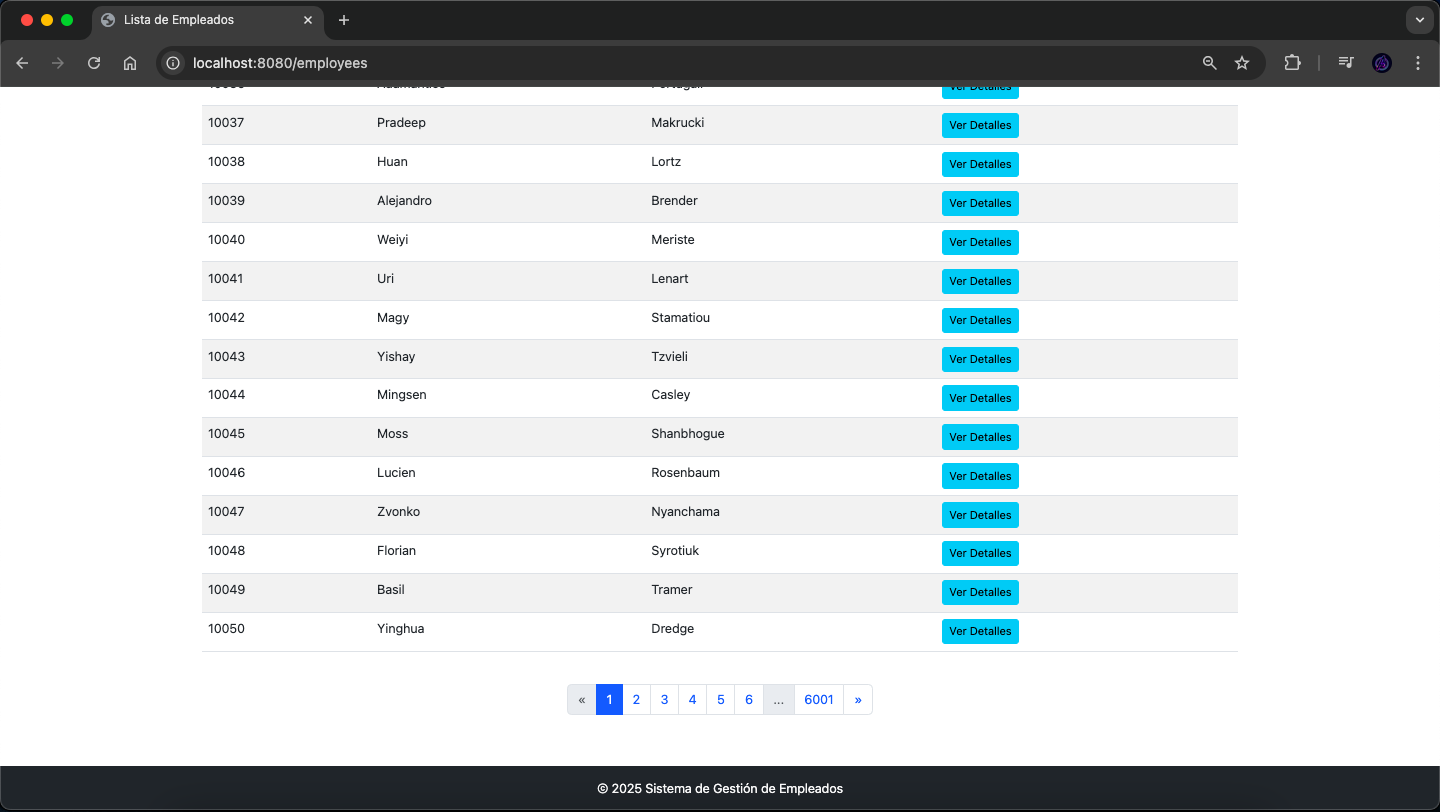 Lista de Empleados
localhost:8080/employees
10037 Pradeep Makrucki Ver Detalles
10038 Huan Lortz Ver Detalles
10039 Alejandro Brender Ver Detalles
10040 Weiyi Meriste Ver Detalles
10041 Uri Lenart Ver Detalles
10042 Magy Stamatiou Ver Detalles
10043 Yishay Tzvieli Ver Detalles
10044 Mingsen Casley Ver Detalles
10045 Moss Shanbhogue Ver Detalles
10046 Lucien Rosenbaum Ver Detalles
10047 Zvonko Nyanchama Ver Detalles
10048 Florian Syrotiuk Ver Detalles
10049 Basil Tramer Ver Detalles
10050 Yinghua Dredge Ver Detalles
« 1 2 3 4 5 6 ... 6001 »
© 2025 Sistema de Gestión de Empleados